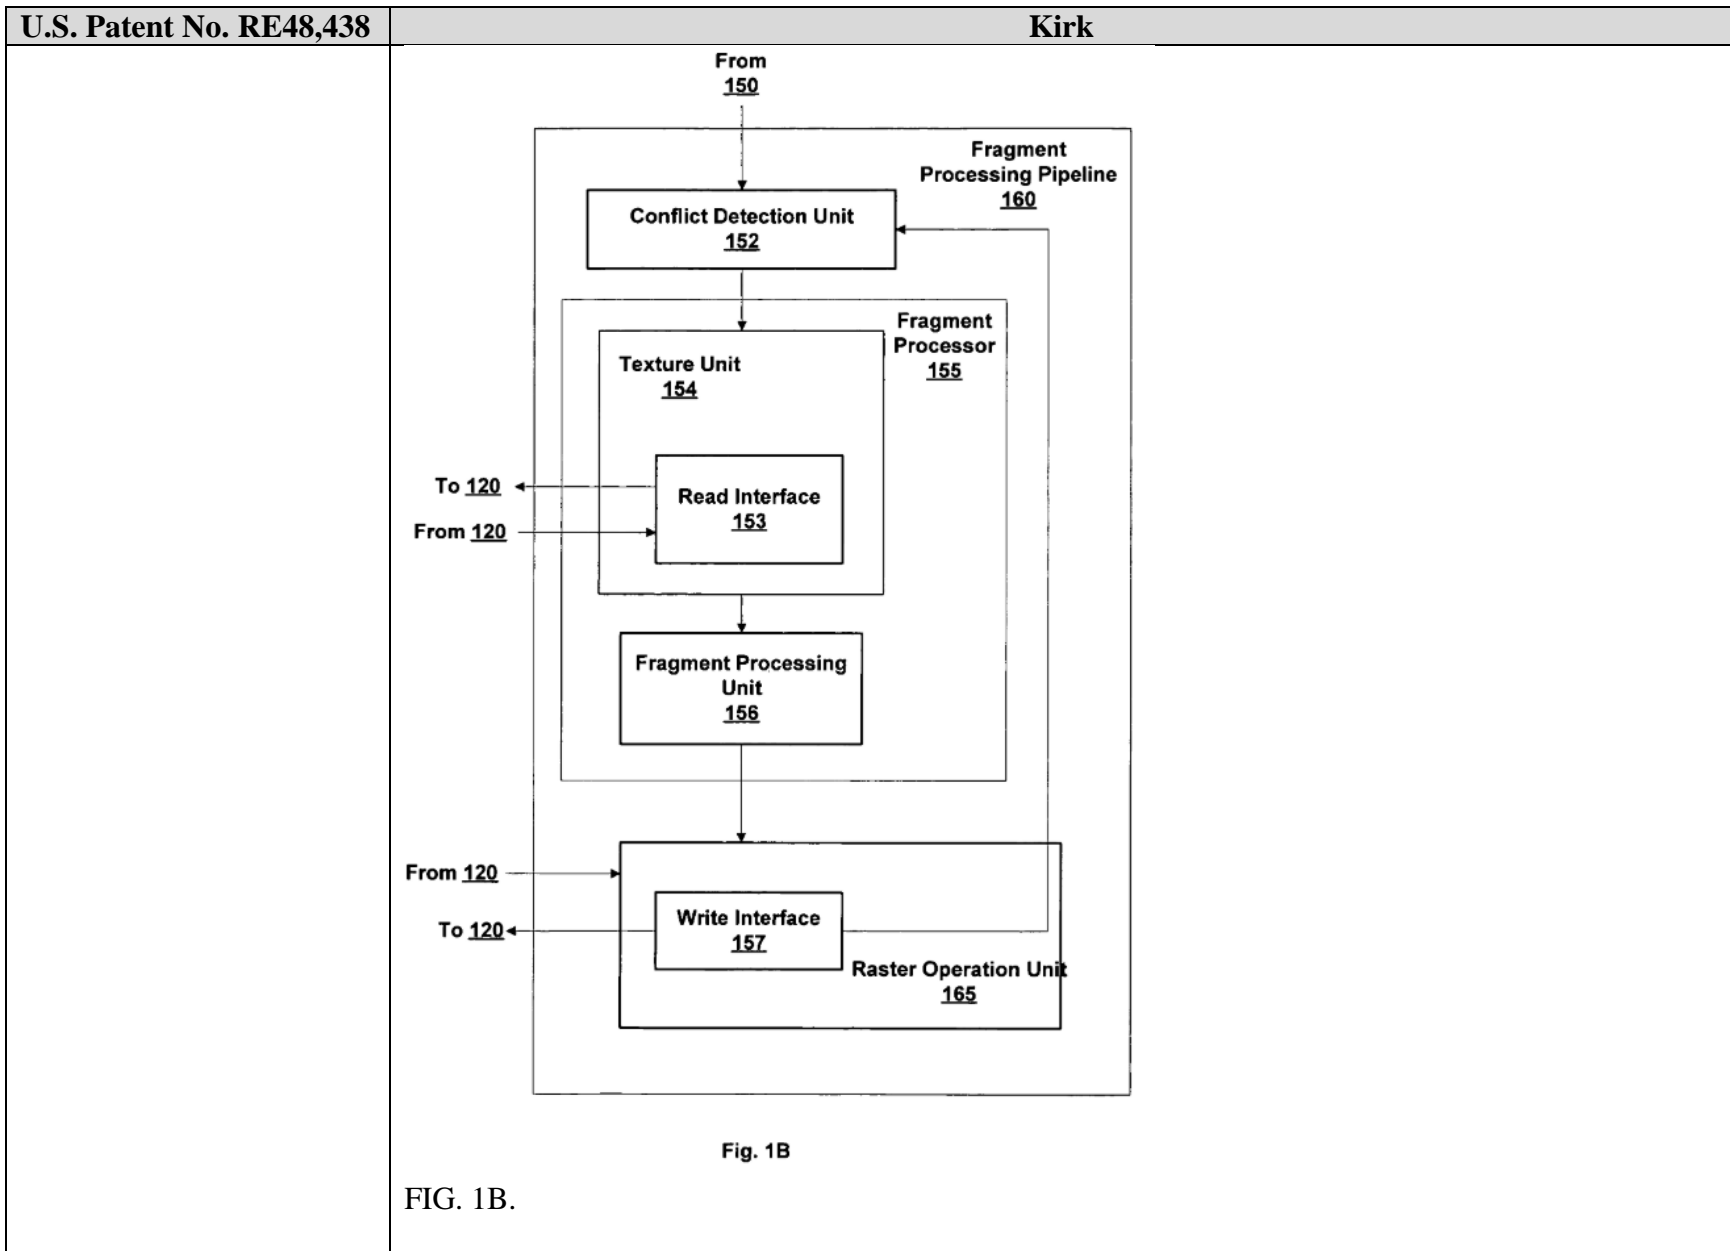 U.S. Patent No. RE48,438
Kirk
From
150
Fragment
Processing Pipeline
160
Conflict Detection Unit
152
Fragment
Processor
155
Texture Unit
154
To 120
Read Interface
153
From 120
Fragment Processing
Unit
156
From 120
Write Interface
157
To 120
Raster Operation Unit
165
Fig. 1B
FIG. 1B.